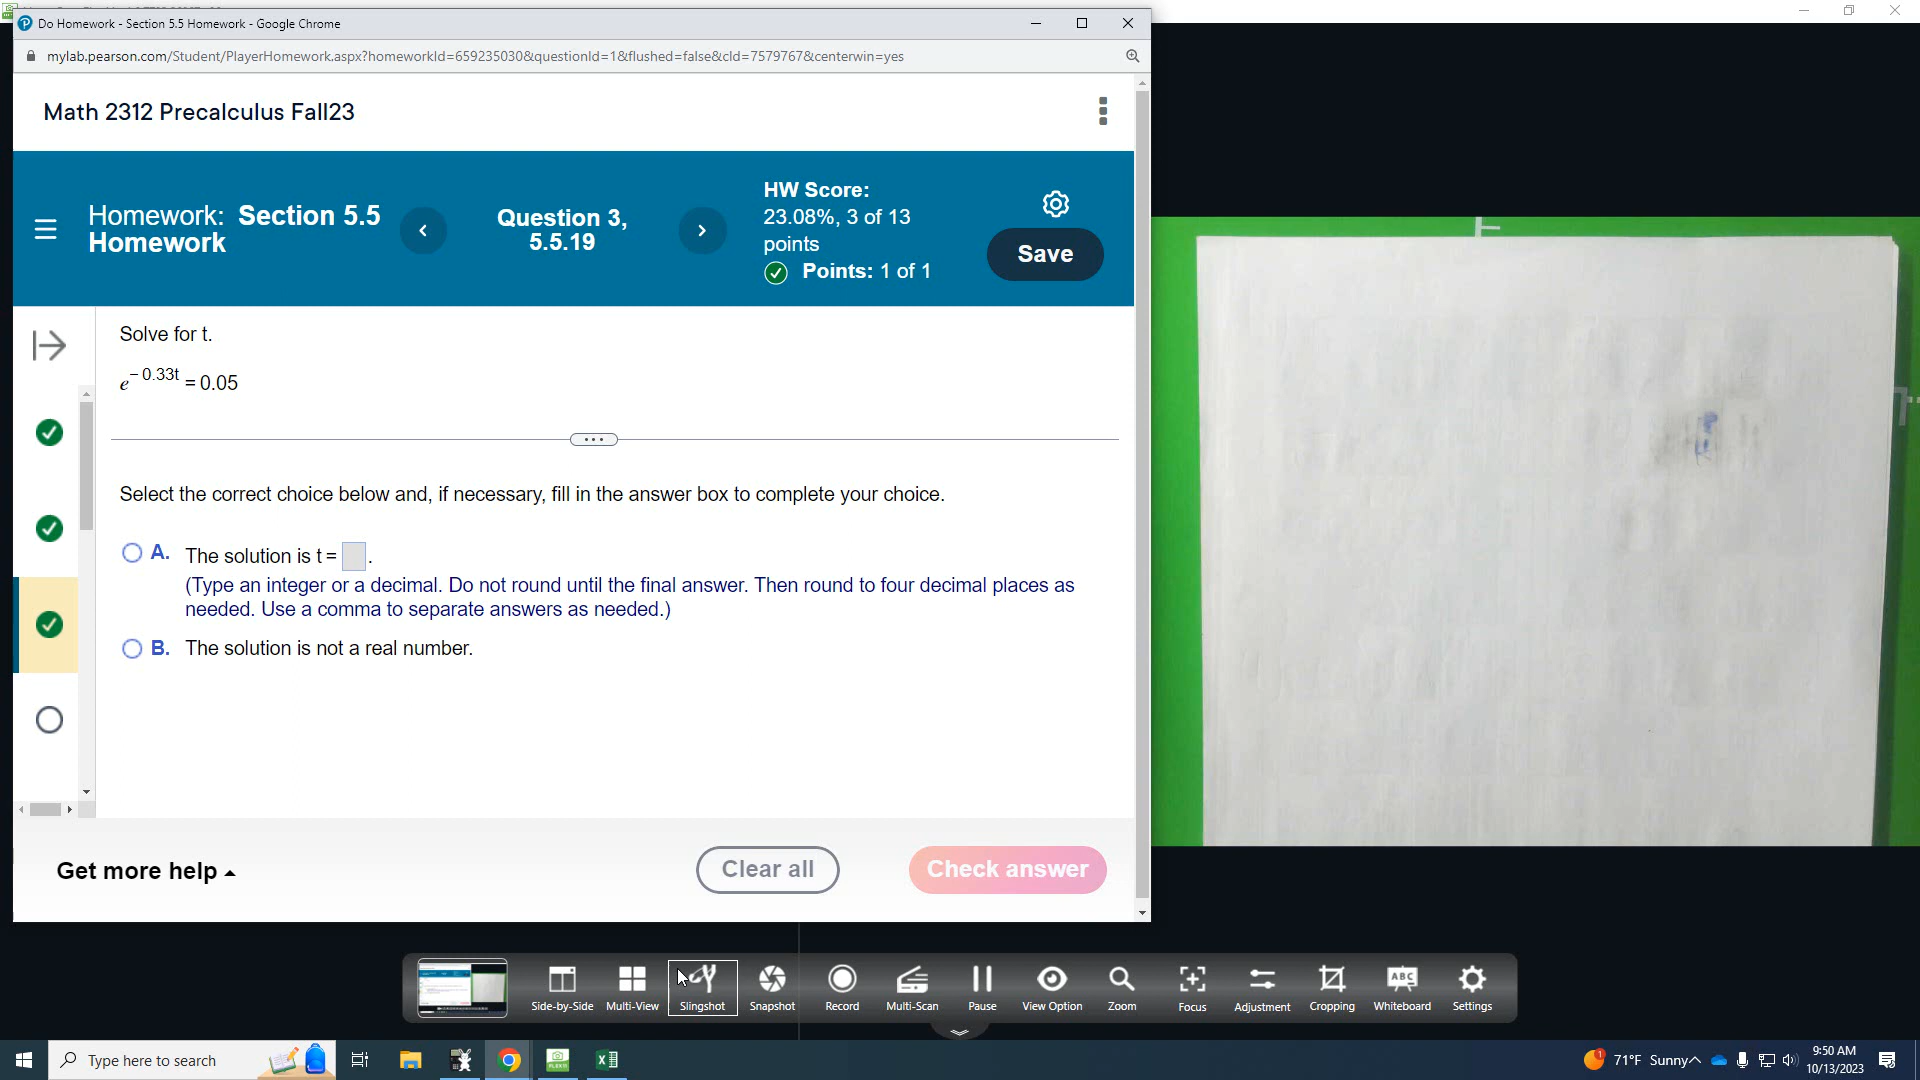 Do Homework - Section 5.5 Homework - Google Chrome
mylab.pearson.com/Student/PlayerHomework.aspx?homeworkId=659235030&questionId=1&flushed=false&cId=7579767&centerwin=yes
Math 2312 Precalculus Fall23
Homework: Section 5.5
Homework
Question 3,
5.5.19
HW Score:
23.08%, 3 of 13
points
Points: 1 of 1
Save
Solve for t.
e^{-0.33t} = 0.05
Select the correct choice below and, if necessary, fill in the answer box to complete your choice.
A. The solution is t = .
(Type an integer or a decimal. Do not round until the final answer. Then round to four decimal places as
needed. Use a comma to separate answers as needed.)
B. The solution is not a real number.
Get more help
Clear all
Check answer
Side-by-Side
Multi-View
Slingshot
Snapshot
Record
Multi-Scan
Pause
View Option
Zoom
Focus
Adjustment
Cropping
ABC
Whiteboard
Settings
Type here to search
1
71°F Sunny
9:50 AM
10/13/2023